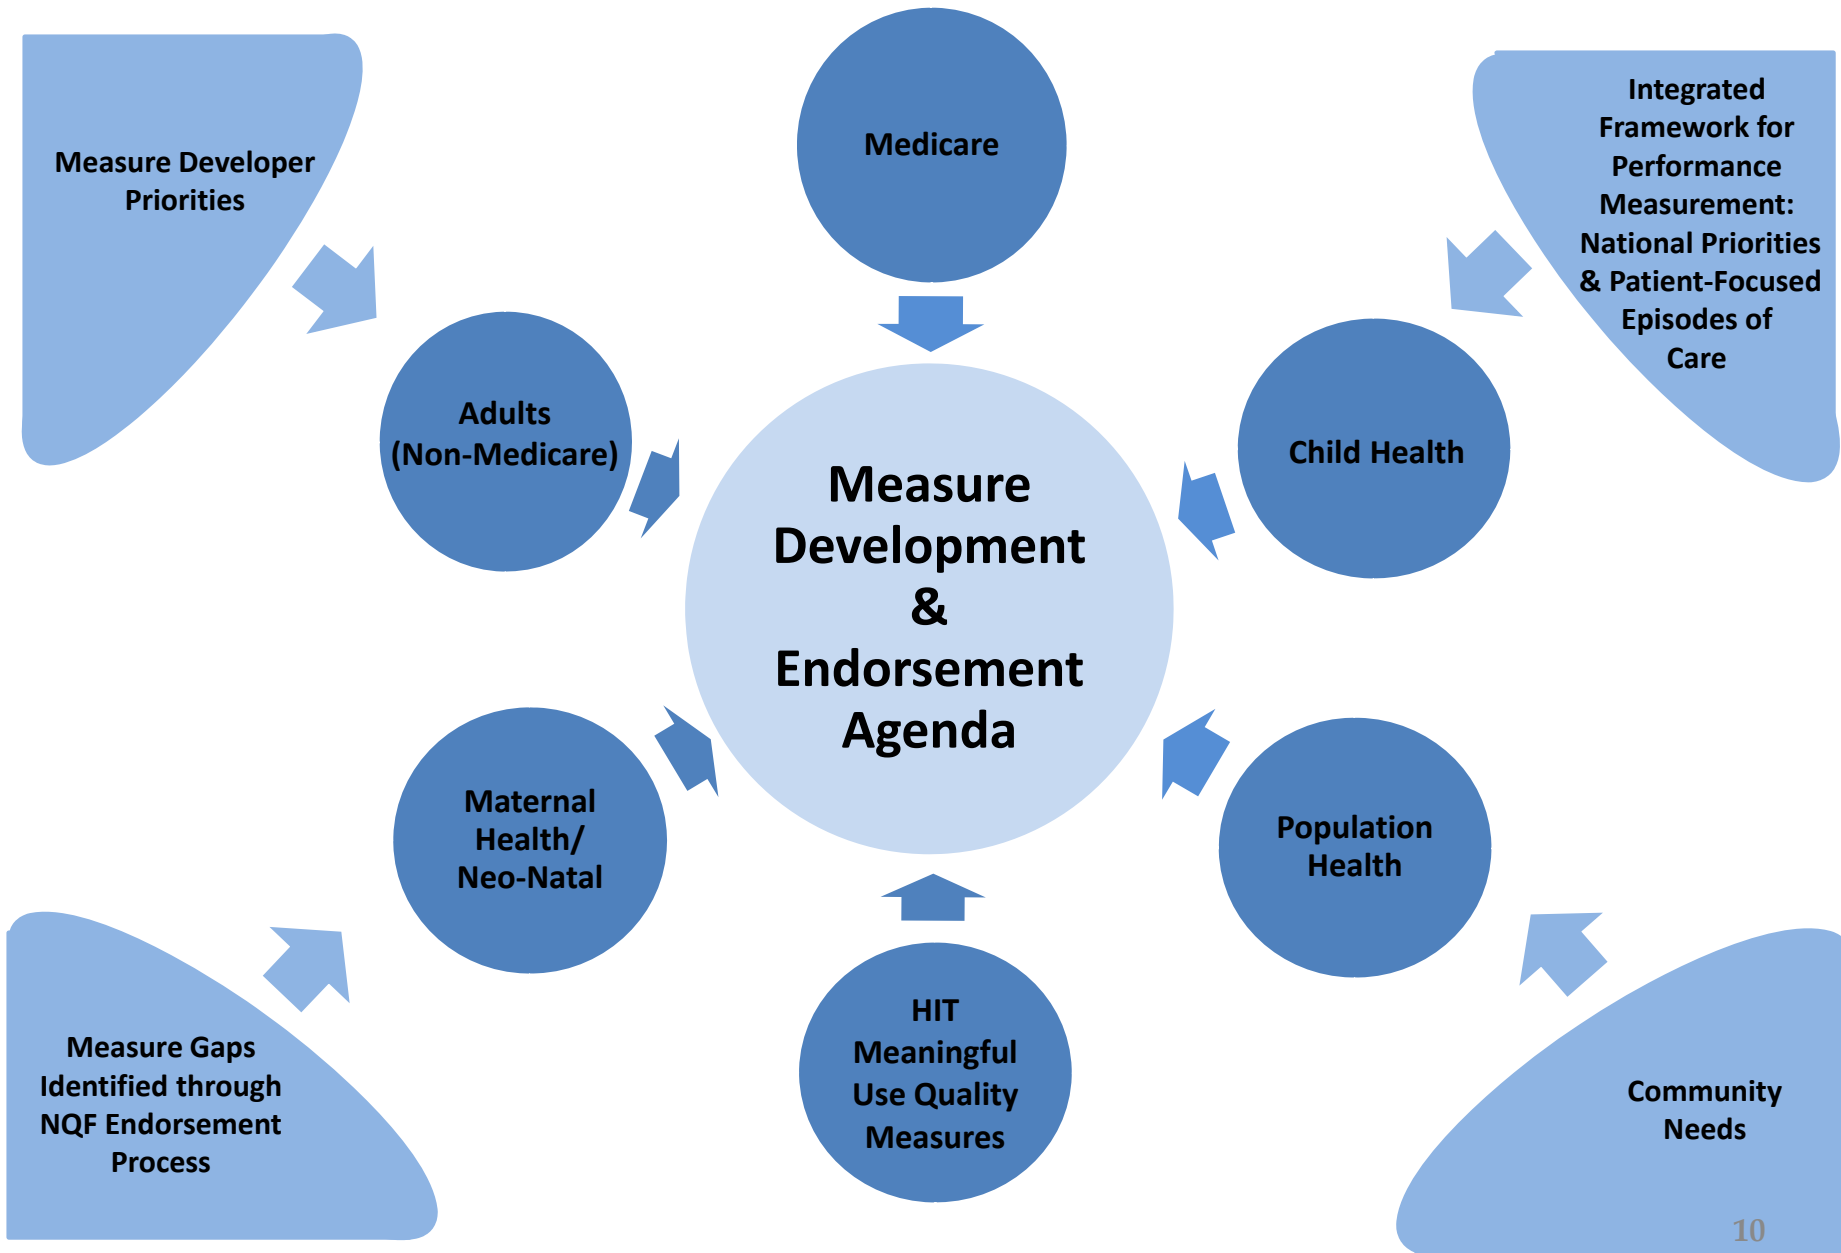 Measure Developer
Priorities
Medicare
Integrated
Framework for
Performance
Measurement:
National Priorities
& Patient-Focused
Episodes of
Care
Adults
(Non-Medicare)
Child Health
Measure
Development
&
Endorsement
Agenda
Maternal
Health/
Neo-Natal
Population
Health
HIT
Meaningful
Use Quality
Measures
Measure Gaps
Identified through
NQF Endorsement
Process
Community
Needs
10